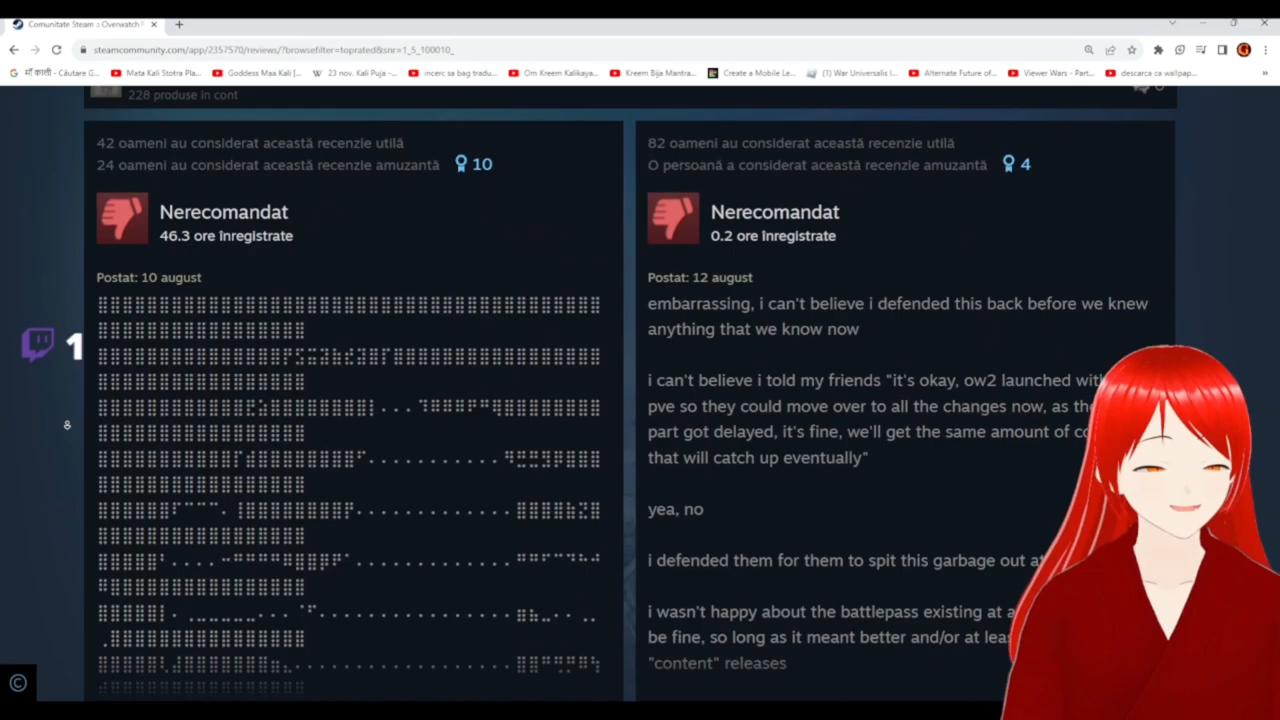 Comunitate Steam :: Overwatch
steamcommunity.com/app/2357570/reviews/?browsefilter=toprated&snr=1_5_100010_
माँ काली - Căutare G...
Mata Kali Stotra Pla...
Goddess Maa Kali [...
23 nov. Kali Puja -...
incerc sa bag tradu...
Om Kreem Kalikaya...
Kreem Bija Mantra...
Create a Mobile Le...
(1) War Universalis |...
Alternate Future of...
Viewer Wars - Part...
descarca ca wallpap...
»
228 produse în cont
42 oameni au considerat această recenzie utilă
24 oameni au considerat această recenzie amuzantă 10
Nerecomandat
46.3 ore înregistrate
Postat: 10 august
82 oameni au considerat această recenzie utilă
O persoană a considerat această recenzie amuzantă 4
Nerecomandat
0.2 ore înregistrate
Postat: 12 august
embarrassing, i can't believe i defended this back before we knew
anything that we know now
i can't believe i told my friends "it's okay, ow2 launched with
pve so they could move over to all the changes now, as the
part got delayed, it's fine, we'll get the same amount of
that will catch up eventually"
yea, no
i defended them for them to spit this garbage out
i wasn't happy about the battlepass existing at
be fine, so long as it meant better and/or at
"content" releases
1
©